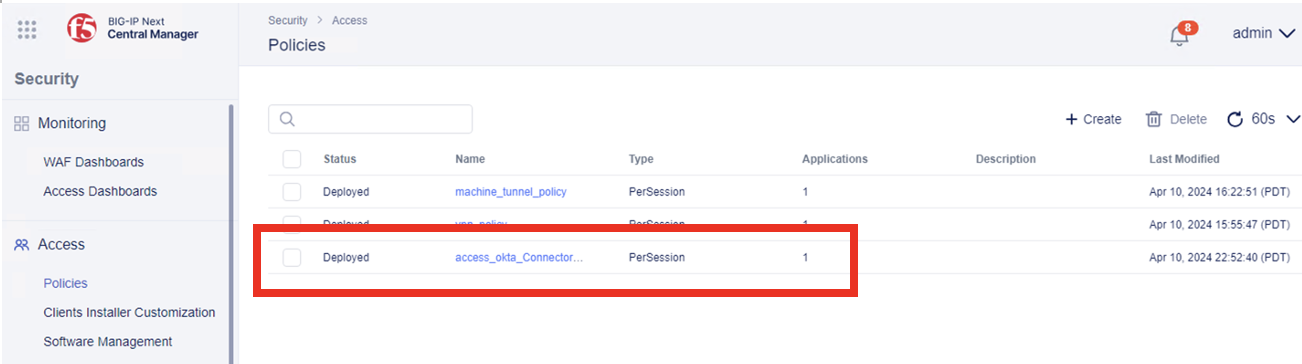 f5 BIG-IP Next
Central Manager
Security > Access
Policies
8
admin
Security
Monitoring
WAF Dashboards
Access Dashboards
Access
Policies
Clients Installer Customization
Software Management
+ Create Delete 60s
Status Name Type Applications Description Last Modified
Deployed machine_tunnel_policy PerSession 1 Apr 10, 2024 16:22:51 (PDT)
Deployed vpn_policy PerSession 1 Apr 10, 2024 15:55:47 (PDT)
Deployed access_okta_Connector... PerSession 1 Apr 10, 2024 22:52:40 (PDT)